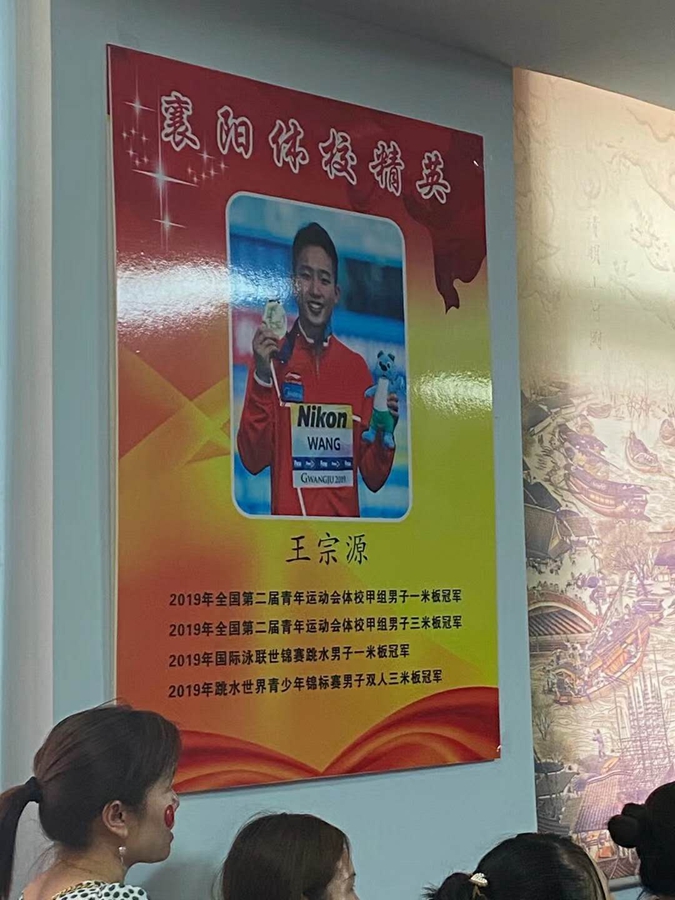 襄阳体校精英
Nikon
WANG
GWANGJU 2019
王宗源
2019年全国第二届青年运动会体校甲组男子一米板冠军
2019年全国第二届青年运动会体校甲组男子三米板冠军
2019年国际泳联世锦赛跳水男子一米板冠军
2019年跳水世界青少年锦标赛男子双人三米板冠军